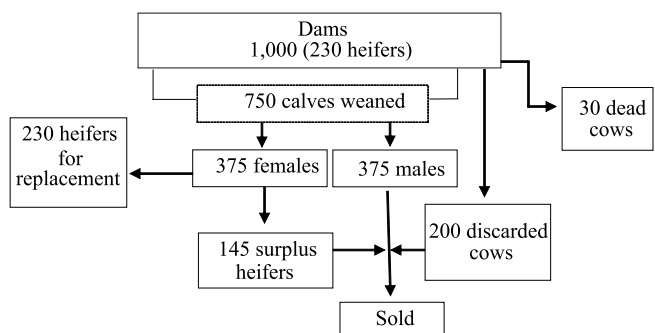 Dams
1,000 (230 heifers)
750 calves weaned
30 dead
cows
230 heifers
for
replacement
375 females
375 males
145 surplus
heifers
200 discarded
cows
Sold